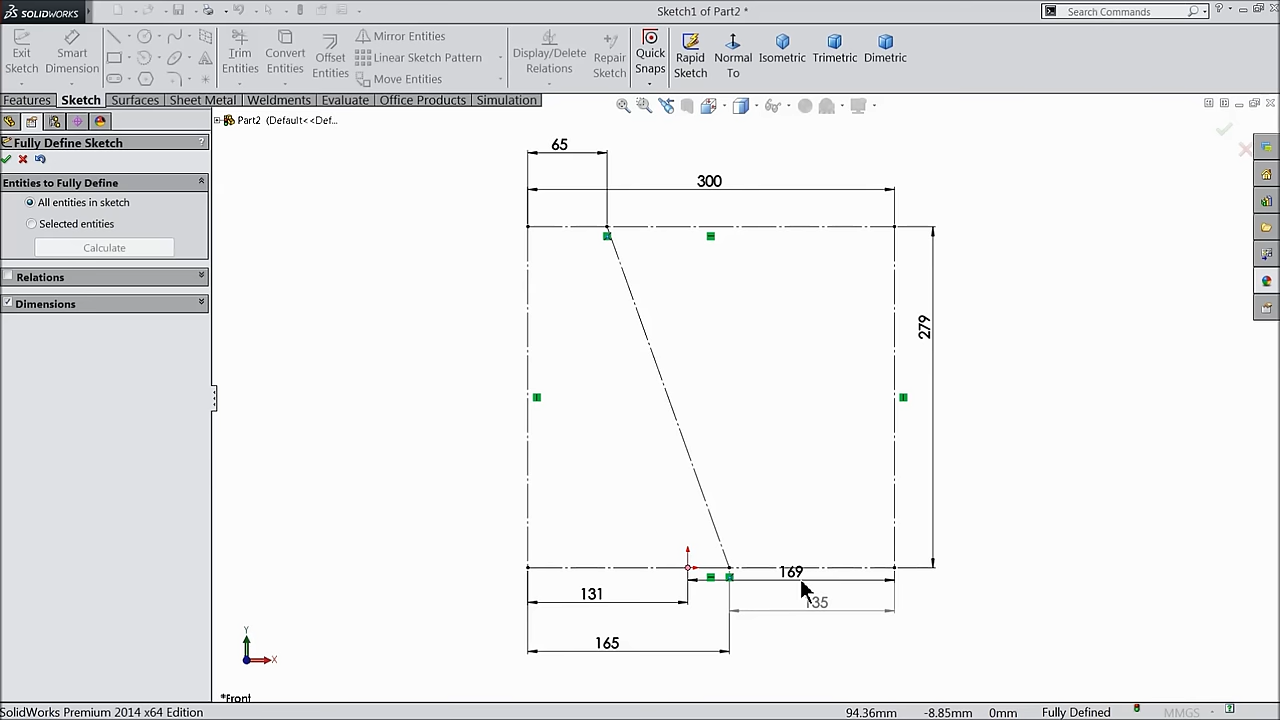 SOLIDWORKS
Sketch1 of Part2 *
Search Commands
Exit Sketch
Smart Dimension
Trim Entities
Convert Entities
Offset Entities
Mirror Entities
Linear Sketch Pattern
Move Entities
Display/Delete Relations
Repair Sketch
Quick Snaps
Rapid Sketch
Normal To
Isometric
Trimetric
Dimetric
Features
Sketch
Surfaces
Sheet Metal
Weldments
Evaluate
Office Products
Simulation
Part2 (Default<<Def...
Fully Define Sketch
?
Entities to Fully Define
All entities in sketch
Selected entities
Calculate
Relations
Dimensions
65
300
279
169
131
135
165
Y
X
*Front
SolidWorks Premium 2014 x64 Edition
94.36mm
-8.85mm
0mm
Fully Defined
MMGS
?